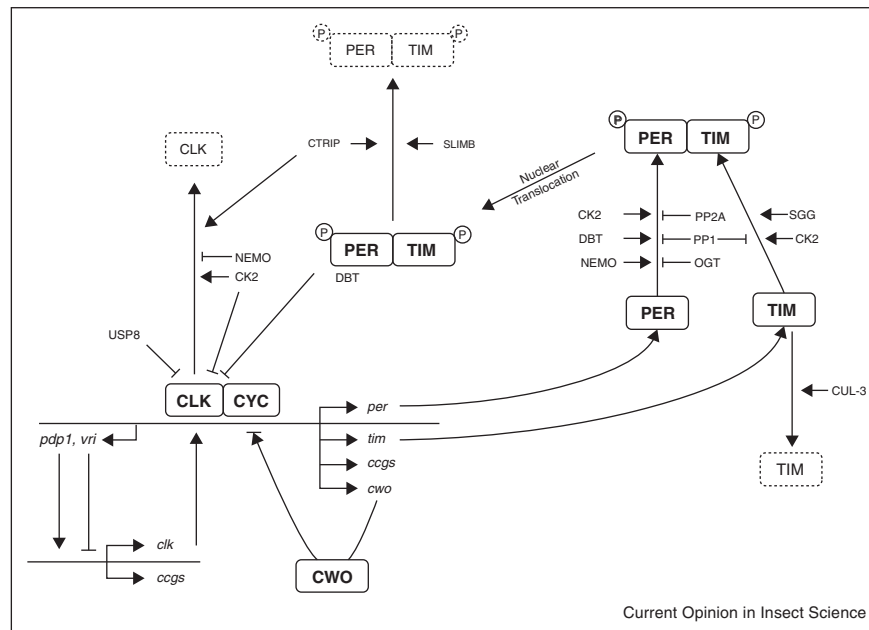 P
P
PER
TIM
CLK
CTRIP
SLIMB
Nuclear
Translocation
P
P
PER
TIM
CK2
PP2A
SGG
DBT
PP1
CK2
NEMO
OGT
NEMO
CK2
P
P
PER
TIM
DBT
PER
TIM
USP8
CLK
CYC
CUL-3
per
pdp1, vri
tim
ccgs
cwo
TIM
clk
ccgs
CWO
Current Opinion in Insect Science